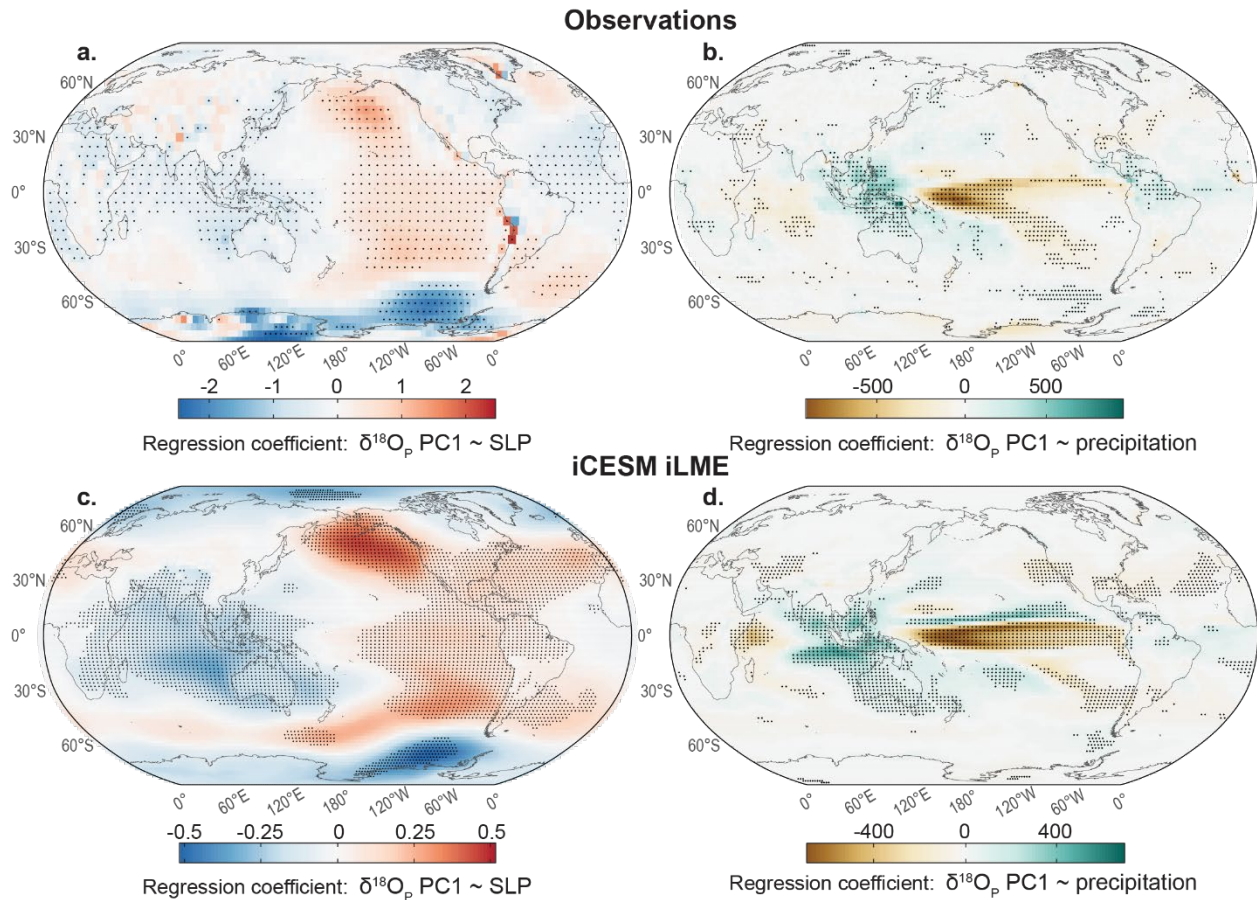 Observations
a.
b.
60°N
30°N
0°
30°S
60°S
0°
60°E
120°E
180°
120°W
60°W
0°
60°N
30°N
0°
30°S
60°S
0°
60°E
120°E
180°
120°W
60°W
0°
-2 -1 0 1 2
Regression coefficient: δ¹⁸Oₚ PC1 ~ SLP
-500 0 500
Regression coefficient: δ¹⁸Oₚ PC1 ~ precipitation
iCESM iLME
c.
d.
60°N
30°N
0°
30°S
60°S
0°
60°E
120°E
180°
120°W
60°W
0°
60°N
30°N
0°
30°S
60°S
0°
60°E
120°E
180°
120°W
60°W
0°
-0.5 -0.25 0 0.25 0.5
Regression coefficient: δ¹⁸Oₚ PC1 ~ SLP
-400 0 400
Regression coefficient: δ¹⁸Oₚ PC1 ~ precipitation